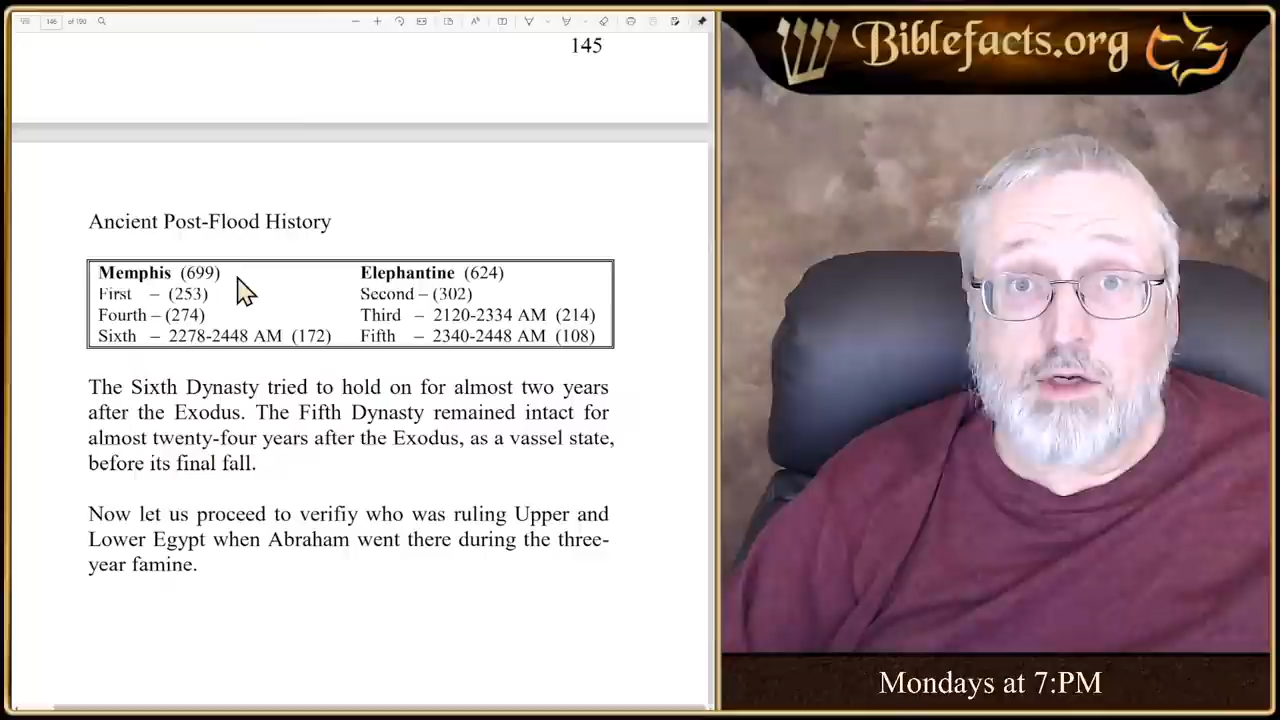 146 of 190
145
Biblefacts.org
Ancient Post-Flood History
Memphis (699) Elephantine (624)
First – (253) Second – (302)
Fourth – (274) Third – 2120-2334 AM (214)
Sixth – 2278-2448 AM (172) Fifth – 2340-2448 AM (108)
The Sixth Dynasty tried to hold on for almost two years
after the Exodus. The Fifth Dynasty remained intact for
almost twenty-four years after the Exodus, as a vassel state,
before its final fall.
Now let us proceed to verifiy who was ruling Upper and
Lower Egypt when Abraham went there during the three-
year famine.
Mondays at 7:PM